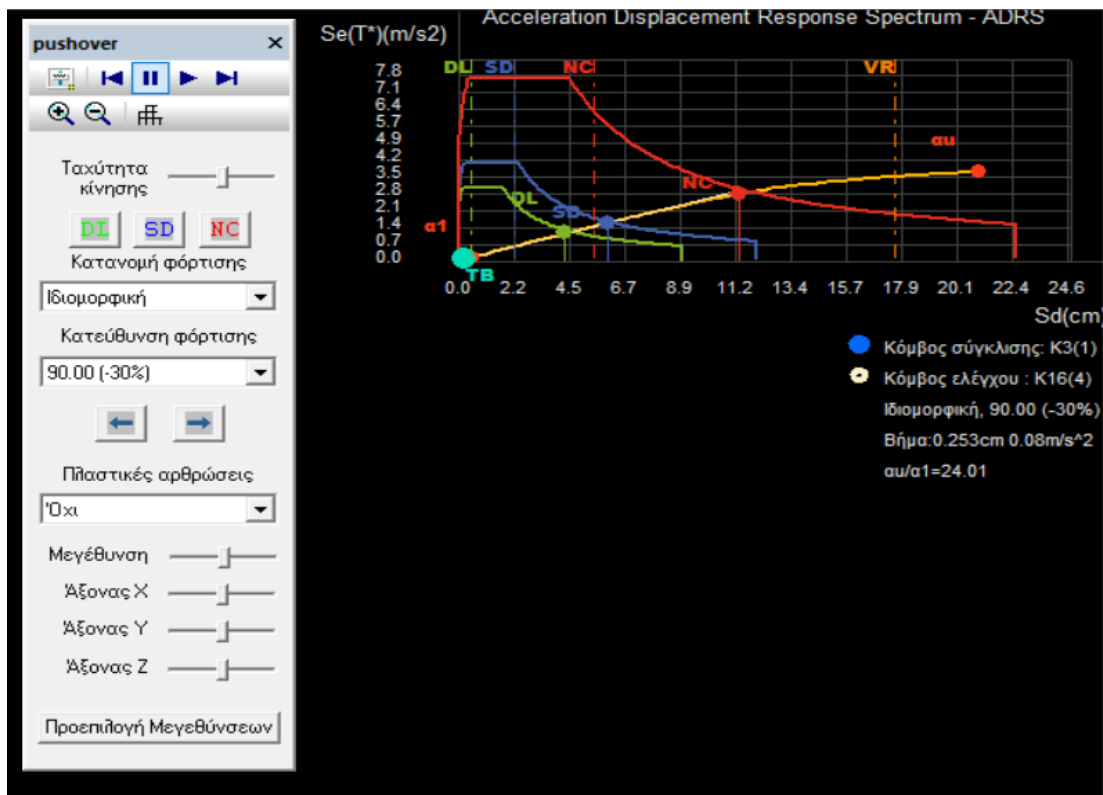 pushover
Ταχύτητα
κίνησης
DL SD NC
Κατανομή φόρτισης
Ιδιομορφική
Κατεύθυνση φόρτισης
90.00 (-30%)
Πλαστικές αρθρώσεις
Όχι
Μεγέθυνση
Άξονας X
Άξονας Y
Άξονας Z
Προεπιλογή Μεγεθύνσεων
Acceleration Displacement Response Spectrum - ADRS
Se(T*)(m/s2)
DL SD NC VR
7.8
7.1
6.4
5.7
4.9
4.2
3.5
2.8
2.1
1.4
0.7
0.0
αu
NC
DL
SD
α1
TB
0.0 2.2 4.5 6.7 8.9 11.2 13.4 15.7 17.9 20.1 22.4 24.6
Sd(cm)
Κόμβος σύγκλισης: K3(1)
Κόμβος ελέγχου : K16(4)
Ιδιομορφική, 90.00 (-30%)
Βήμα:0.253cm 0.08m/s^2
αu/α1=24.01